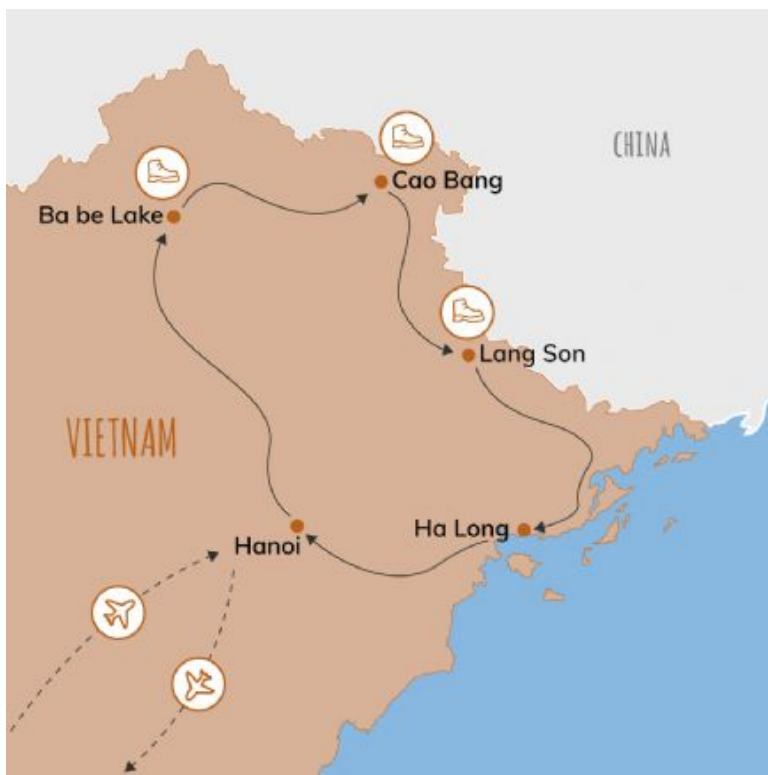 CHINA
Cao Bang
Ba be Lake
Lang Son
VIETNAM
Ha Long
Hanoi